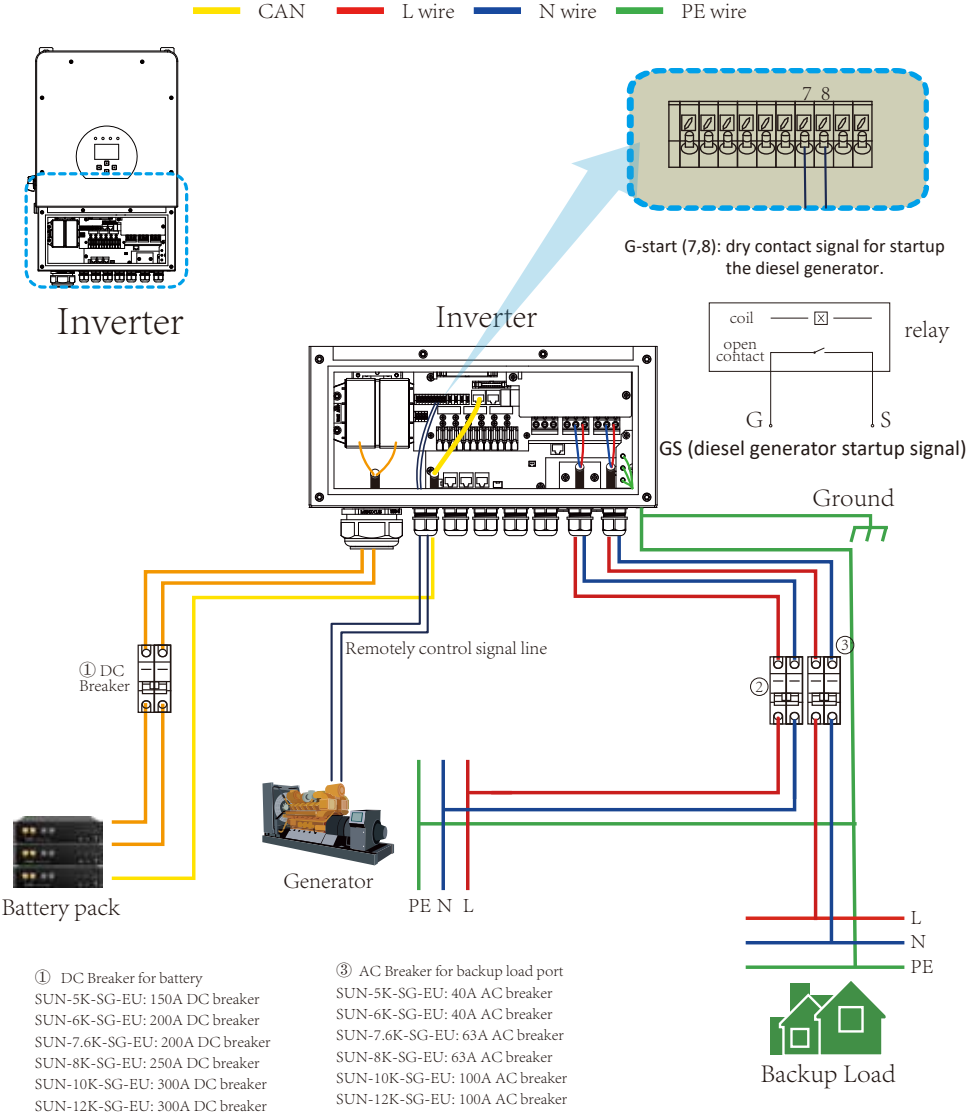 CAN L wire N wire PE wire
7 8
G-start (7,8): dry contact signal for startup
the diesel generator.
Inverter
Inverter
coil
open
contact
relay
G S
GS (diesel generator startup signal)
Ground
Remotely control signal line
① DC
Breaker
②
③
Generator
Battery pack
PE N L
L
N
PE
Backup Load
① DC Breaker for battery
SUN-5K-SG-EU: 150A DC breaker
SUN-6K-SG-EU: 200A DC breaker
SUN-7.6K-SG-EU: 200A DC breaker
SUN-8K-SG-EU: 250A DC breaker
SUN-10K-SG-EU: 300A DC breaker
SUN-12K-SG-EU: 300A DC breaker
③ AC Breaker for backup load port
SUN-5K-SG-EU: 40A AC breaker
SUN-6K-SG-EU: 40A AC breaker
SUN-7.6K-SG-EU: 63A AC breaker
SUN-8K-SG-EU: 63A AC breaker
SUN-10K-SG-EU: 100A AC breaker
SUN-12K-SG-EU: 100A AC breaker